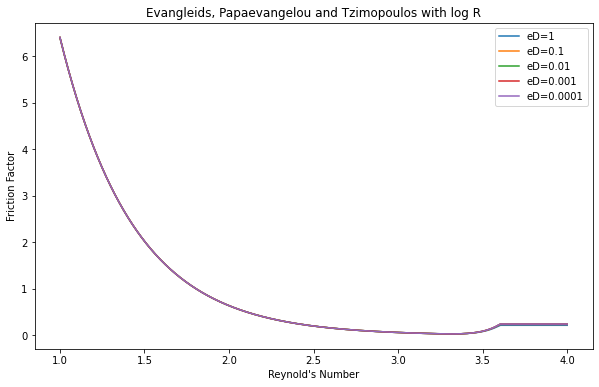 Evangleids, Papaevangelou and Tzimopoulos with log R
eD=1
eD=0.1
eD=0.01
eD=0.001
eD=0.0001
6
5
4
3
2
1
0
Friction Factor
1.0 1.5 2.0 2.5 3.0 3.5 4.0
Reynold's Number